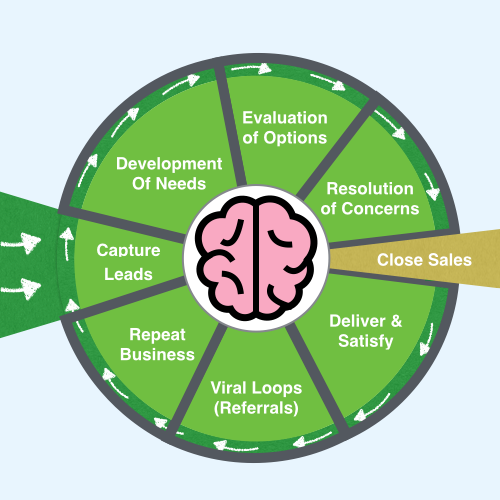 Evaluation
of Options
Development
Of Needs
Resolution
of Concerns
Capture
Leads
Close Sales
Deliver &
Satisfy
Repeat
Business
Viral Loops
(Referrals)